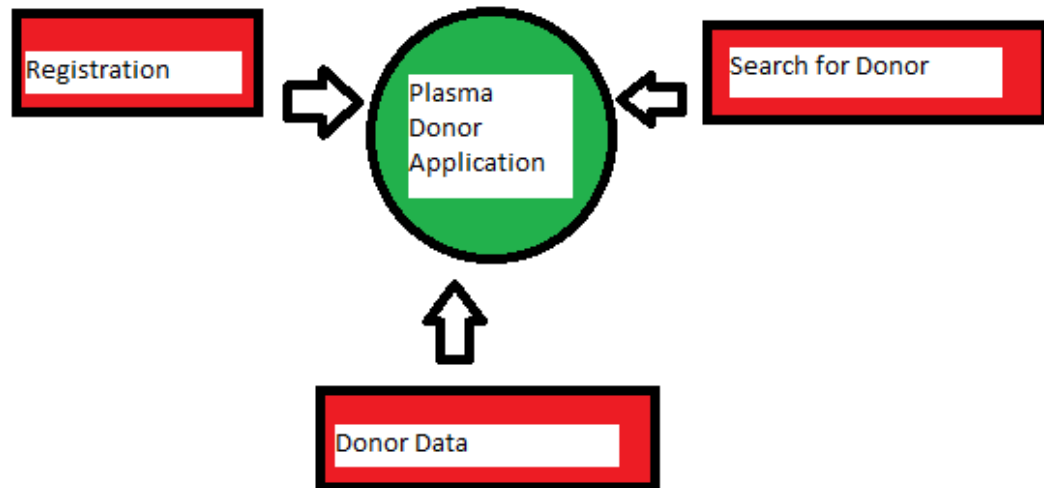 Registration
Plasma
Donor
Application
Search for Donor
Donor Data